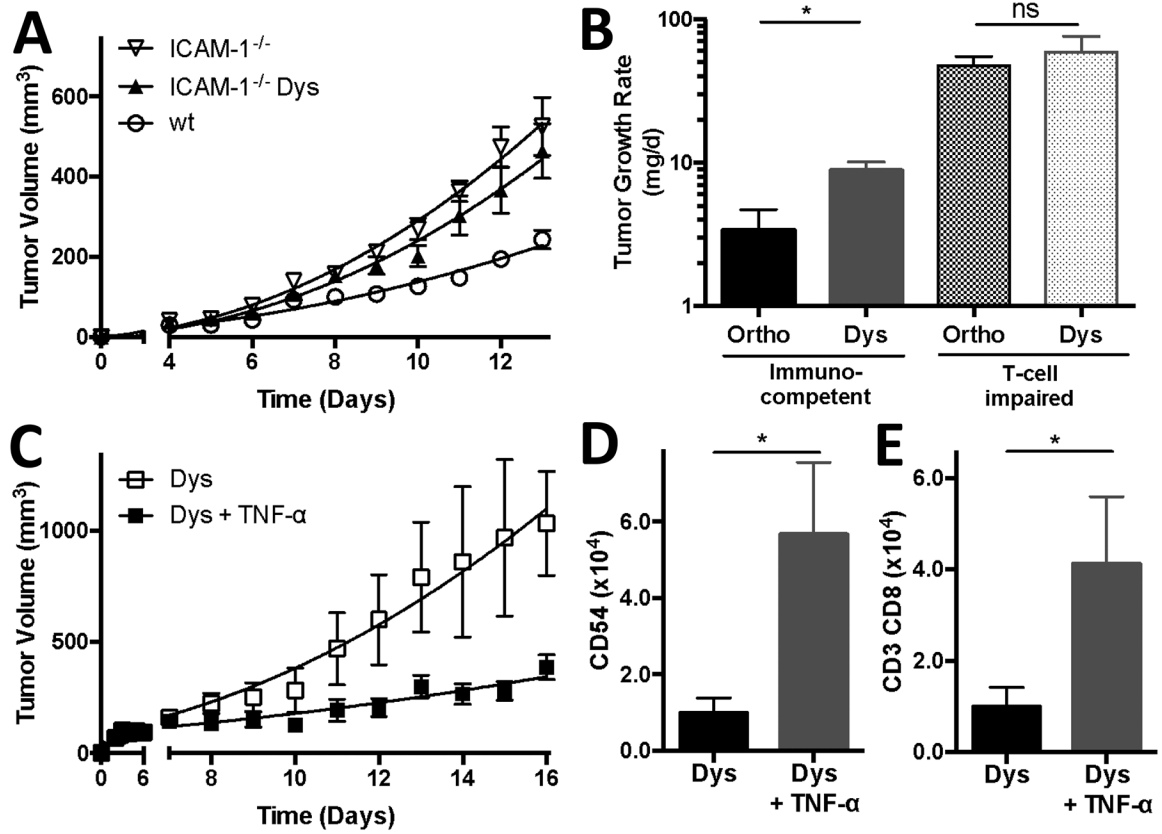 A
ICAM-1-/-
ICAM-1-/- Dys
wt
Tumor Volume (mm3)
600
400
200
0
0
4
6
8
10
12
Time (Days)
B
*
ns
Tumor Growth Rate
(mg/d)
100
10
1
Ortho
Dys
Ortho
Dys
Immuno-
competent
T-cell
impaired
C
Dys
Dys + TNF-α
Tumor Volume (mm3)
1000
500
0
0
6
8
10
12
14
16
Time (Days)
D
*
CD54 (x104)
6.0
4.0
2.0
0.0
Dys
Dys
+ TNF-α
E
*
CD3 CD8 (x104)
6.0
4.0
2.0
0.0
Dys
Dys
+ TNF-α